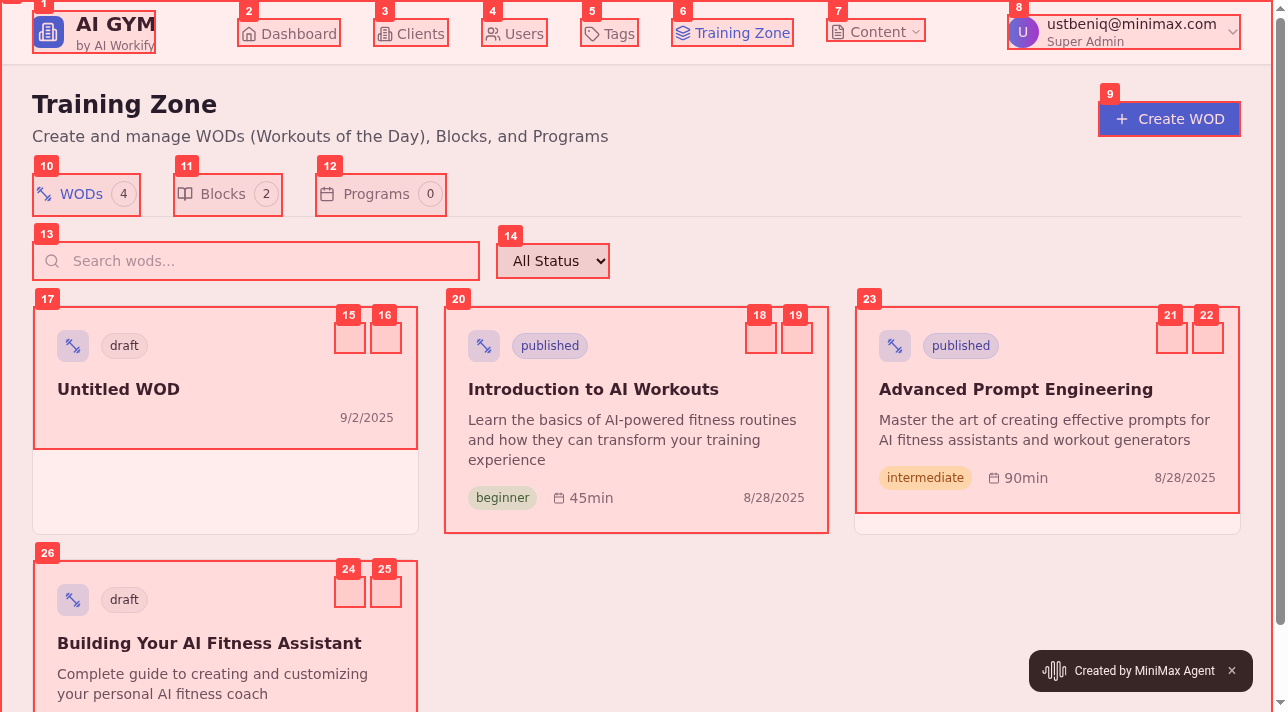 1
AI GYM
by AI Workify
2
Dashboard
3
Clients
4
Users
5
Tags
6
Training Zone
7
Content
8
U
ustbeniq@minimax.com
Super Admin
Training Zone
Create and manage WODs (Workouts of the Day), Blocks, and Programs
9
Create WOD
10
WODs 4
11
Blocks 2
12
Programs 0
13
Search wods...
14
All Status
17
15
16
draft
Untitled WOD
9/2/2025
20
18
19
published
Introduction to AI Workouts
Learn the basics of AI-powered fitness routines
and how they can transform your training
experience
beginner
45min
8/28/2025
23
21
22
published
Advanced Prompt Engineering
Master the art of creating effective prompts for
AI fitness assistants and workout generators
intermediate
90min
8/28/2025
26
24
25
draft
Building Your AI Fitness Assistant
Complete guide to creating and customizing
your personal AI fitness coach
Created by MiniMax Agent